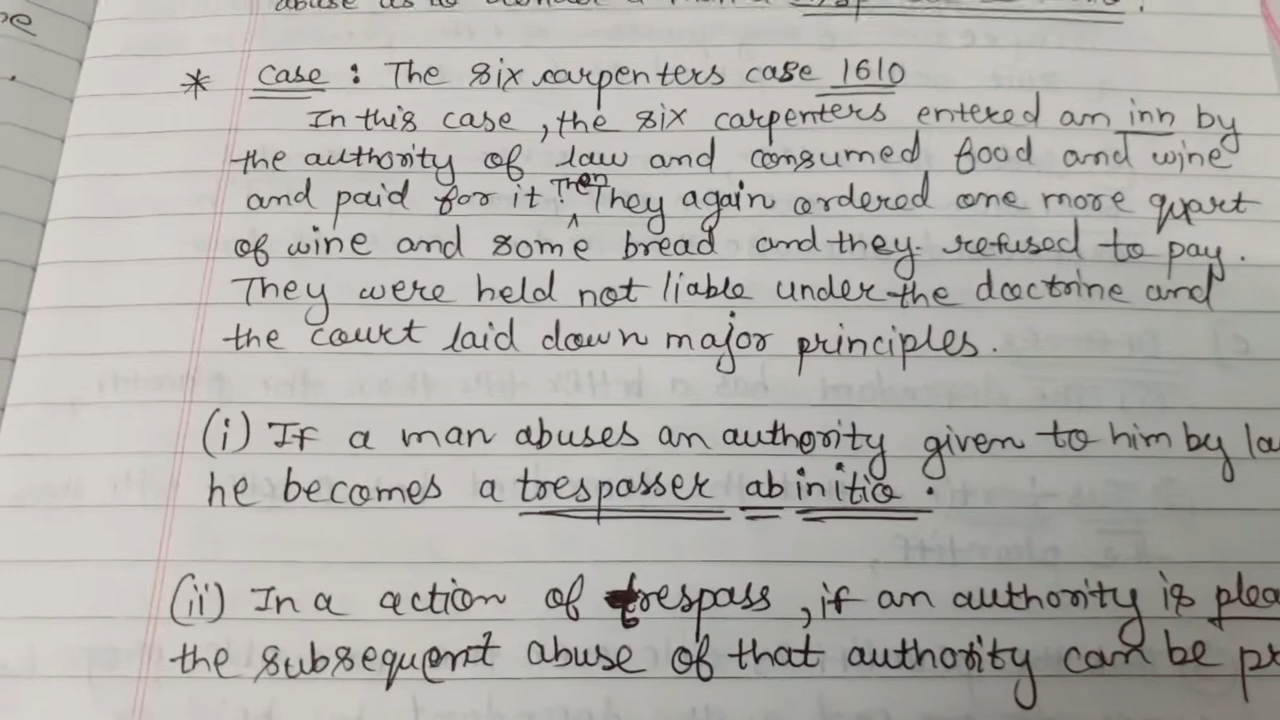 * Case : The six carpenters case 1610
In this case, the six carpenters entered an inn by
the authority of law and consumed food and wine
and paid for it. Then They again ordered one more quart
of wine and some bread and they refused to pay.
They were held not liable under the doctrine and
the court laid down major principles.
(i) If a man abuses an authority given to him by la
he becomes a trespasser ab initio.
(ii) In a action of trespass, if an authority is plea
the subsequent abuse of that authority can be pr